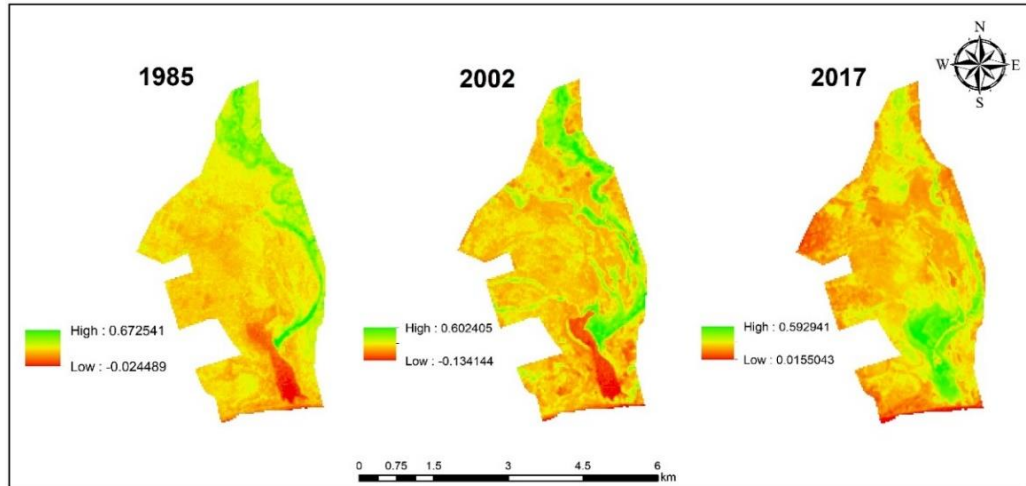 N
W E
S
1985
2002
2017
High : 0.672541
Low : -0.024489
High : 0.602405
Low : -0.134144
High : 0.592941
Low : 0.0155043
0 0.75 1.5 3 4.5 6
km